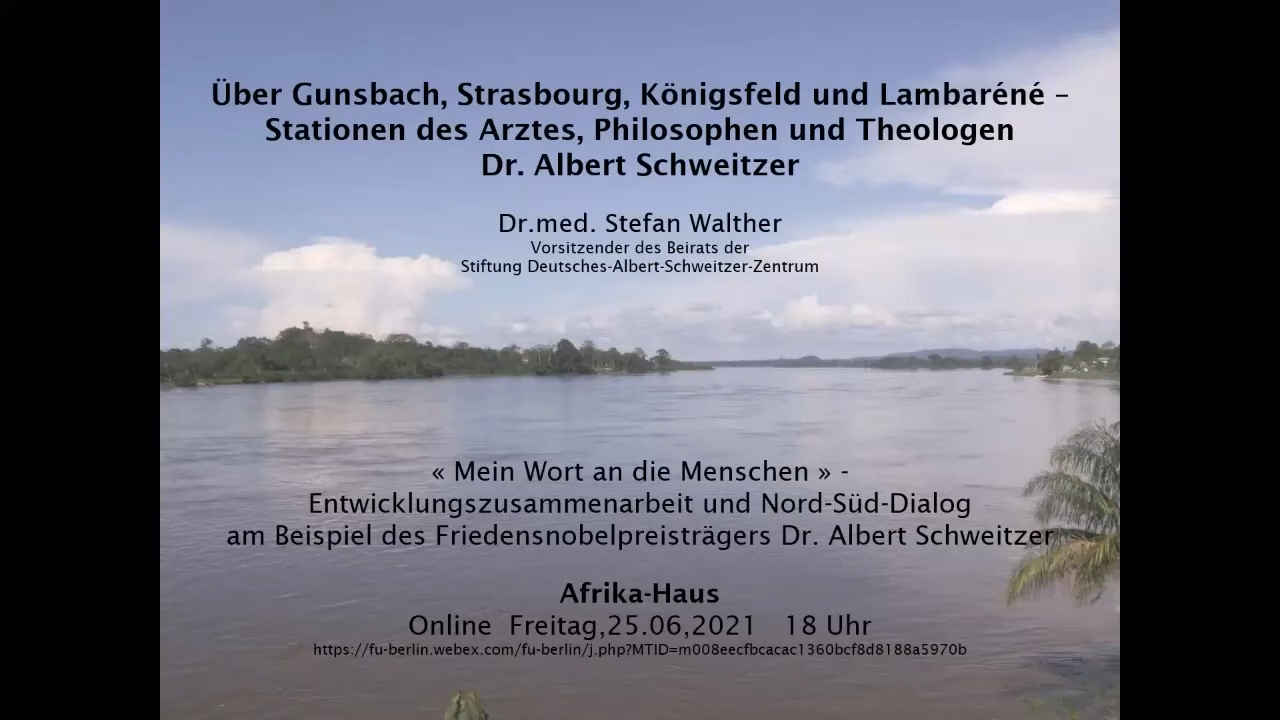 Über Gunsbach, Strasbourg, Königsfeld und Lambaréné –
Stationen des Arztes, Philosophen und Theologen
Dr. Albert Schweitzer
Dr.med. Stefan Walther
Vorsitzender des Beirats der
Stiftung Deutsches-Albert-Schweitzer-Zentrum
« Mein Wort an die Menschen » -
Entwicklungszusammenarbeit und Nord-Süd-Dialog
am Beispiel des Friedensnobelpreisträgers Dr. Albert Schweitzer
Afrika-Haus
Online Freitag,25.06,2021 18 Uhr
https://fu-berlin.webex.com/fu-berlin/j.php?MTID=m008eecfbcacac1360bcf8d8188a5970b